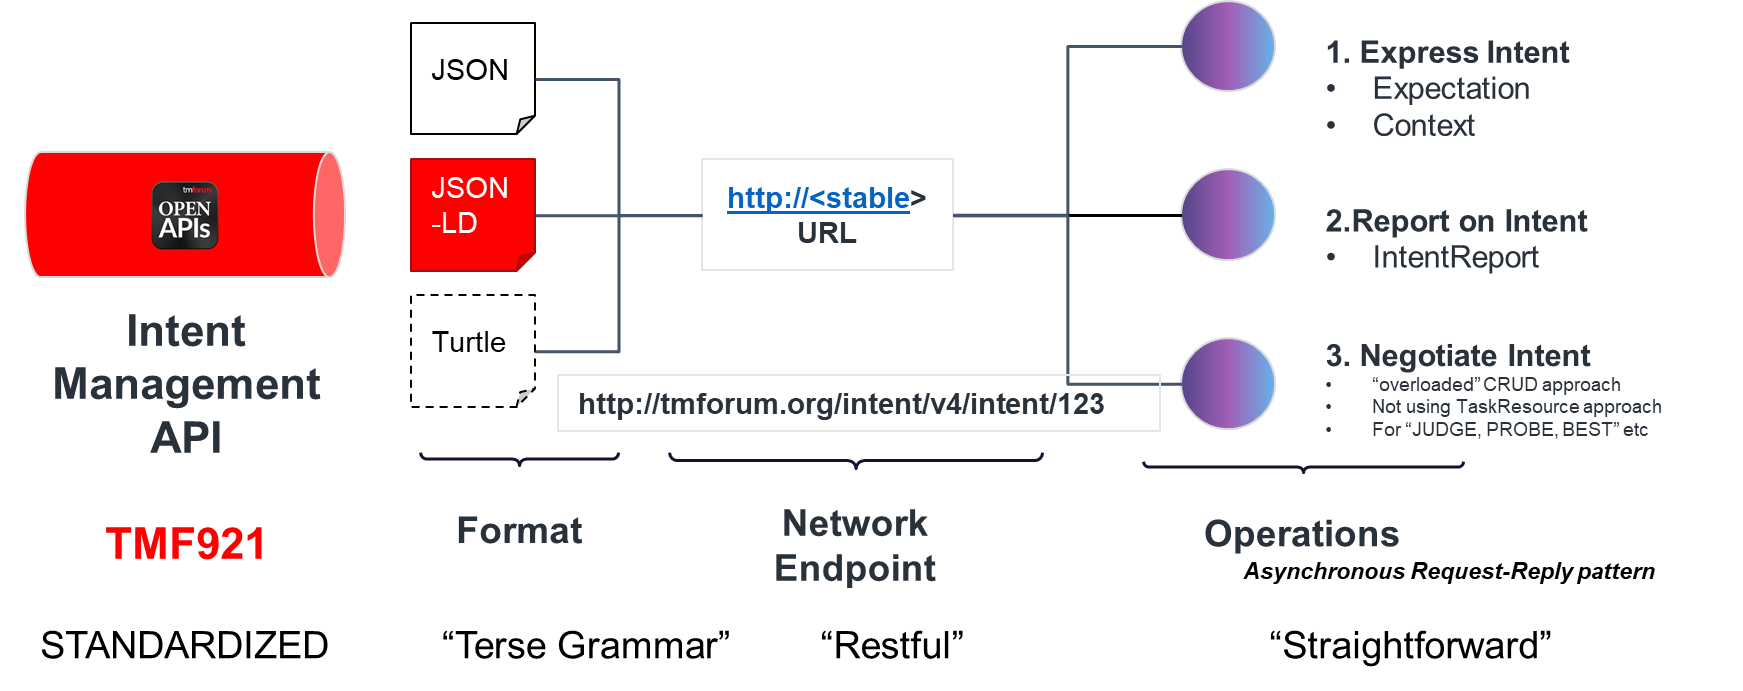 tmforum
OPEN
APIs
Intent
Management
API
TMF921
STANDARDIZED
JSON
JSON
-LD
Turtle
Format
“Terse Grammar”
http://<stable>
URL
http://tmforum.org/intent/v4/intent/123
Network
Endpoint
“Restful”
1. Express Intent
• Expectation
• Context
2.Report on Intent
• IntentReport
3. Negotiate Intent
• “overloaded” CRUD approach
• Not using TaskResource approach
• For “JUDGE, PROBE, BEST” etc
Operations
Asynchronous Request-Reply pattern
“Straightforward”